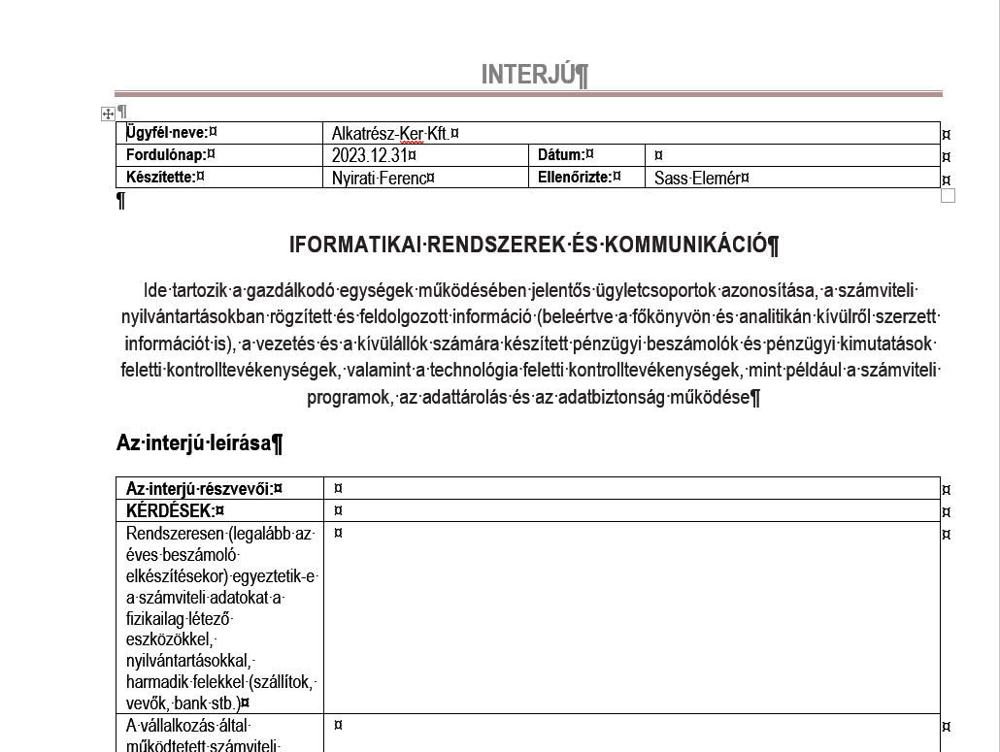 INTERJÚ
Ügyfél neve: Alkatrész-Ker Kft.
Fordulónap: 2023.12.31 Dátum:
Készítette: Nyirati Ferenc Ellenőrizte: Sass Elemér
IFORMATIKAI RENDSZEREK ÉS KOMMUNIKÁCIÓ
Ide tartozik a gazdálkodó egységek működésében jelentős ügyletcsoportok azonosítása, a számviteli
nyilvántartásokban rögzített és feldolgozott információ (beleértve a főkönyvön és analitikán kívülről szerzett
információt is), a vezetés és a kívülállók számára készített pénzügyi beszámolók és pénzügyi kimutatások
feletti kontrolltevékenységek, valamint a technológia feletti kontrolltevékenységek, mint például a számviteli
programok, az adattárolás és az adatbiztonság működése
Az interjú leírása
Az interjú részvevői:
KÉRDÉSEK:
Rendszeresen (legalább az
éves beszámoló
elkészítésekor) egyeztetik-e
a számviteli adatokat a
fizikailag létező
eszközökkel,
nyilvántartásokkal,
harmadik felekkel (szállítok,
vevők, bank stb.)
A vállalkozás által
működtetett számviteli